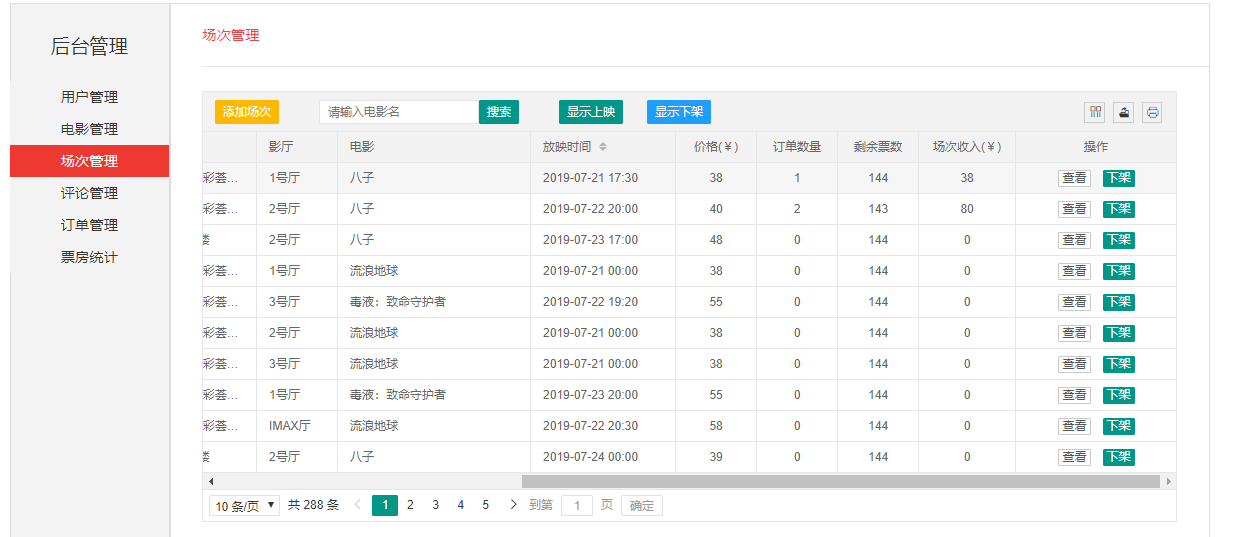 后台管理
用户管理
电影管理
场次管理
评论管理
订单管理
票房统计
场次管理
添加场次 请输入电影名 搜索 显示上映 显示下架
影厅 电影 放映时间 价格(￥) 订单数量 剩余票数 场次收入(￥) 操作
彩荟... 1号厅 八子 2019-07-21 17:30 38 1 144 38 查看 下架
彩荟... 2号厅 八子 2019-07-22 20:00 40 2 143 80 查看 下架
2号厅 八子 2019-07-23 17:00 48 0 144 0 查看 下架
彩荟... 1号厅 流浪地球 2019-07-21 00:00 38 0 144 0 查看 下架
彩荟... 3号厅 毒液：致命守护者 2019-07-22 19:20 55 0 144 0 查看 下架
彩荟... 2号厅 流浪地球 2019-07-21 00:00 38 0 144 0 查看 下架
彩荟... 3号厅 流浪地球 2019-07-21 00:00 38 0 144 0 查看 下架
彩荟... 1号厅 毒液：致命守护者 2019-07-23 20:00 55 0 144 0 查看 下架
彩荟... IMAX厅 流浪地球 2019-07-22 20:30 58 0 144 0 查看 下架
2号厅 八子 2019-07-24 00:00 39 0 144 0 查看 下架
10 条/页 共 288 条 1 2 3 4 5 到第 1 页 确定